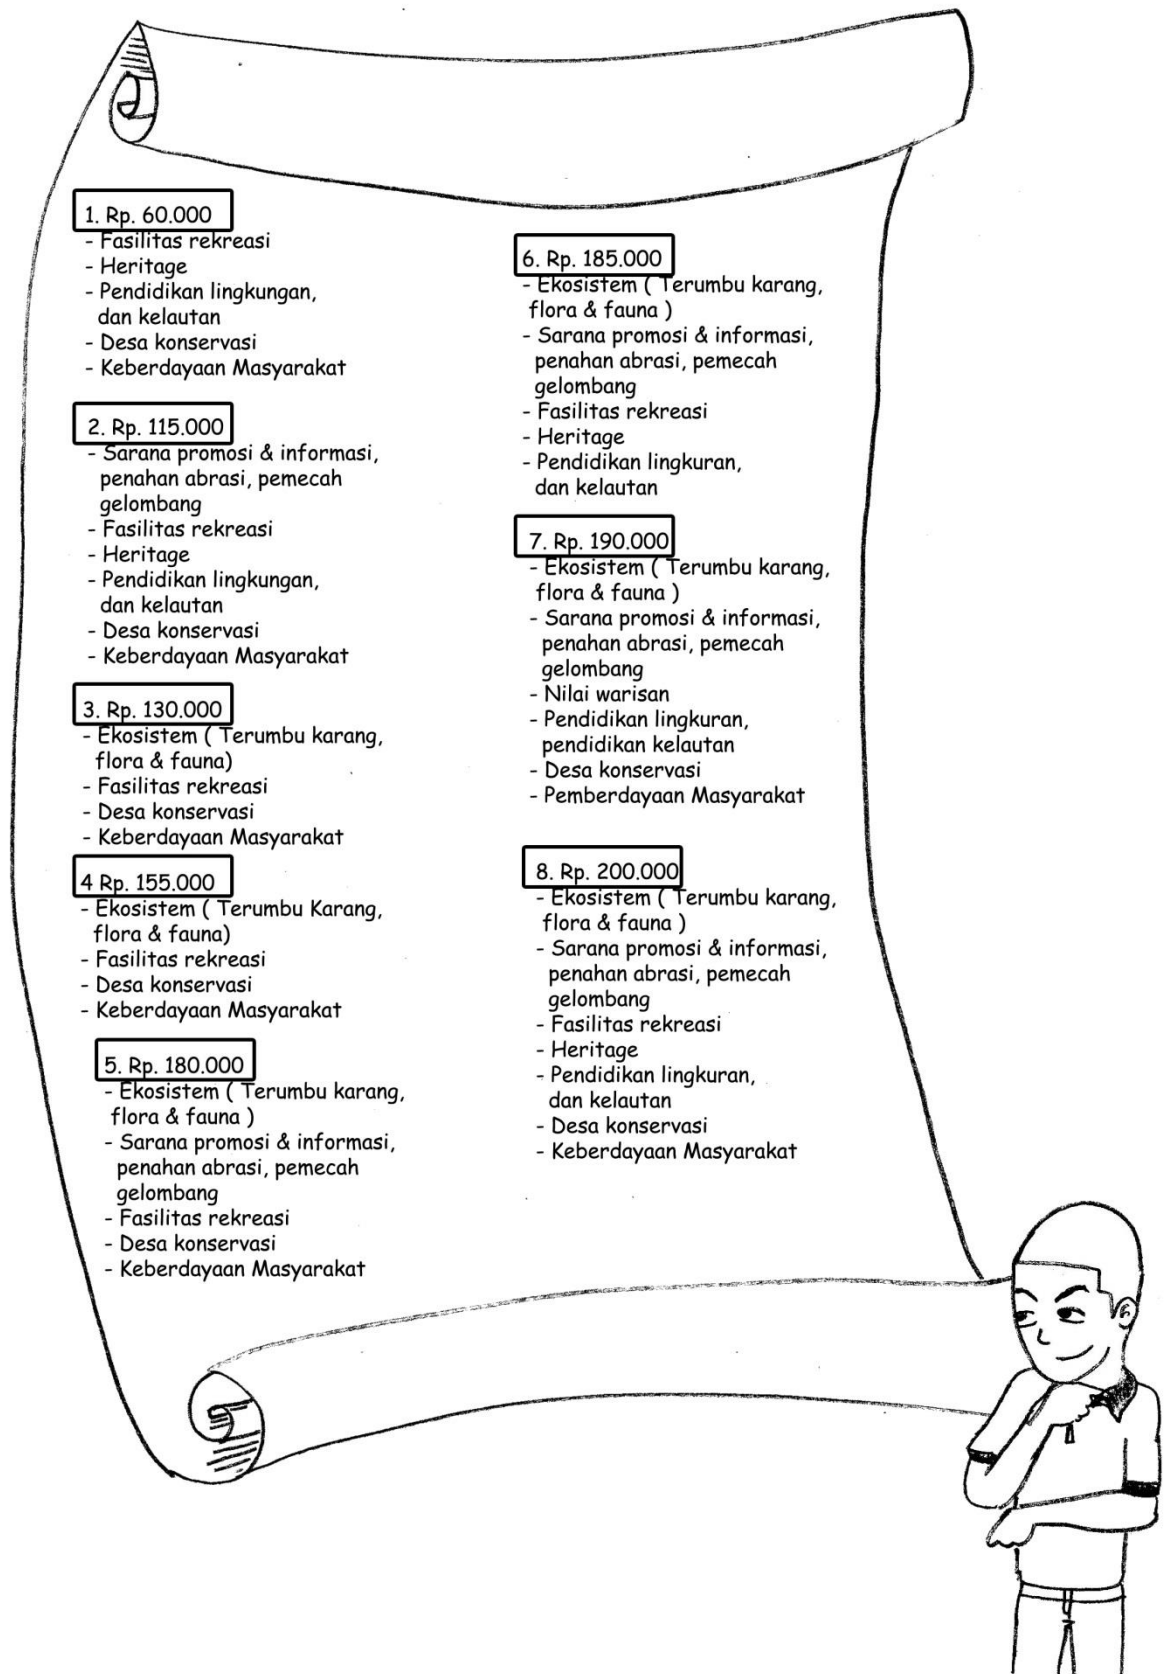 1. Rp. 60.000
- Fasilitas rekreasi
- Heritage
- Pendidikan lingkungan,
dan kelautan
- Desa konservasi
- Keberdayaan Masyarakat
2. Rp. 115.000
- Sarana promosi & informasi,
penahan abrasi, pemecah
gelombang
- Fasilitas rekreasi
- Heritage
- Pendidikan lingkungan,
dan kelautan
- Desa konservasi
- Keberdayaan Masyarakat
3. Rp. 130.000
- Ekosistem ( Terumbu karang,
flora & fauna)
- Fasilitas rekreasi
- Desa konservasi
- Keberdayaan Masyarakat
4 Rp. 155.000
- Ekosistem ( Terumbu Karang,
flora & fauna)
- Fasilitas rekreasi
- Desa konservasi
- Keberdayaan Masyarakat
5. Rp. 180.000
- Ekosistem ( Terumbu karang,
flora & fauna )
- Sarana promosi & informasi,
penahan abrasi, pemecah
gelombang
- Fasilitas rekreasi
- Desa konservasi
- Keberdayaan Masyarakat
6. Rp. 185.000
- Ekosistem ( Terumbu karang,
flora & fauna )
- Sarana promosi & informasi,
penahan abrasi, pemecah
gelombang
- Fasilitas rekreasi
- Heritage
- Pendidikan lingkuran,
dan kelautan
7. Rp. 190.000
- Ekosistem ( Terumbu karang,
flora & fauna )
- Sarana promosi & informasi,
penahan abrasi, pemecah
gelombang
- Nilai warisan
- Pendidikan lingkuran,
pendidikan kelautan
- Desa konservasi
- Pemberdayaan Masyarakat
8. Rp. 200.000
- Ekosistem ( Terumbu karang,
flora & fauna )
- Sarana promosi & informasi,
penahan abrasi, pemecah
gelombang
- Fasilitas rekreasi
- Heritage
- Pendidikan lingkuran,
dan kelautan
- Desa konservasi
- Keberdayaan Masyarakat